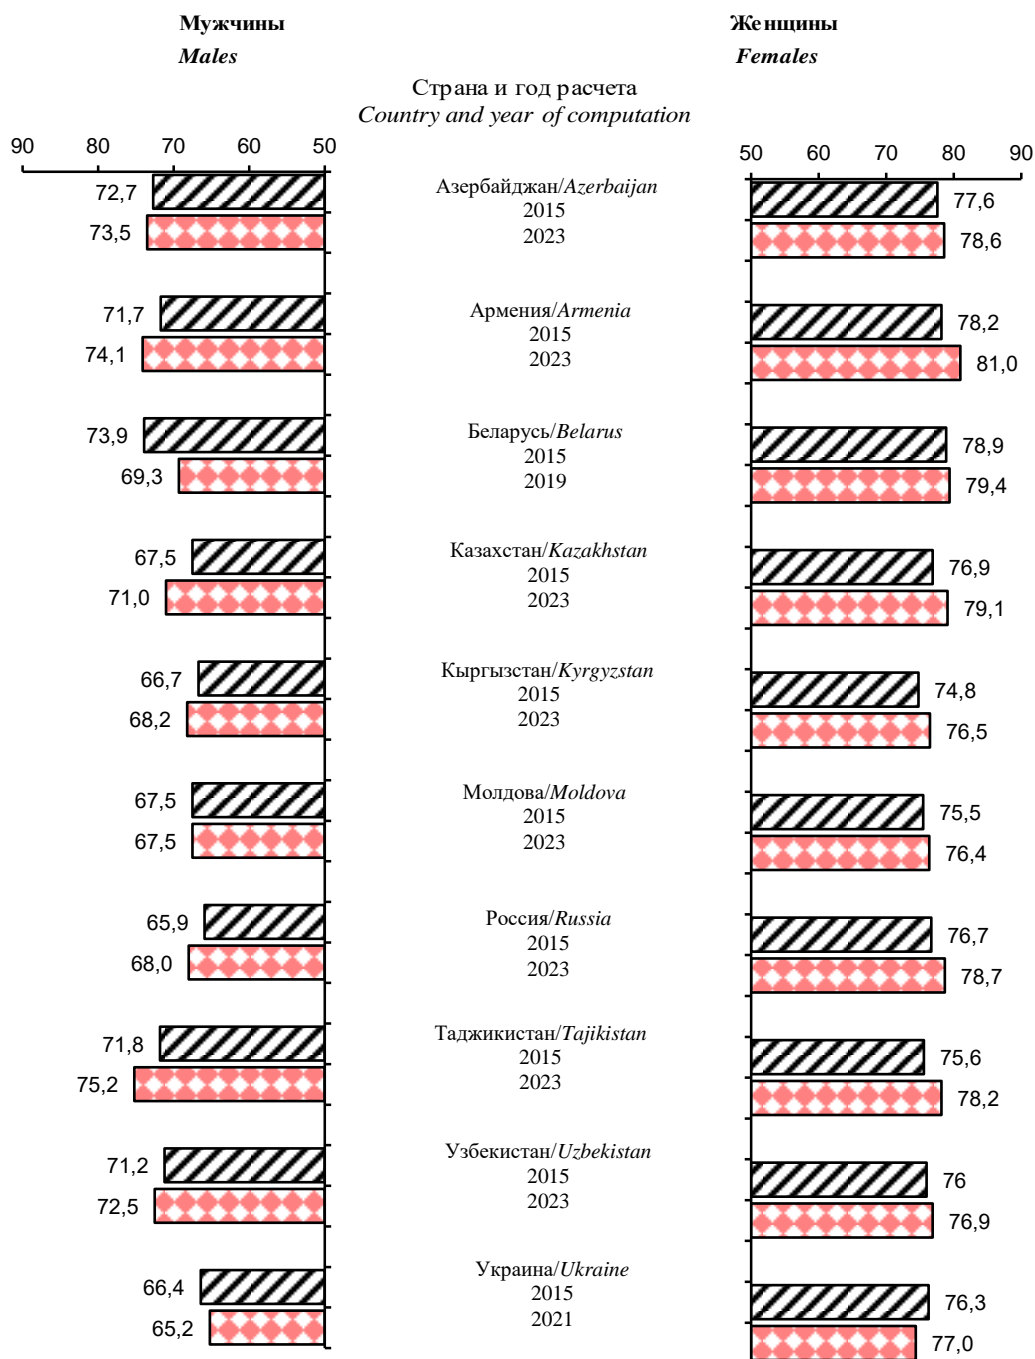 Мужчины Женщины
Males Females
Страна и год расчета
Country and year of computation
90 80 70 60 50 50 60 70 80 90
72,7 Азербайджан/Azerbaijan 77,6
2015
73,5 2023 78,6
71,7 Армения/Armenia 78,2
2015
74,1 2023 81,0
73,9 Беларусь/Belarus 78,9
2015
69,3 2019 79,4
67,5 Казахстан/Kazakhstan 76,9
2015
71,0 2023 79,1
66,7 Кыргызстан/Kyrgyzstan 74,8
2015
68,2 2023 76,5
67,5 Молдова/Moldova 75,5
2015
67,5 2023 76,4
65,9 Россия/Russia 76,7
2015
68,0 2023 78,7
71,8 Таджикистан/Tajikistan 75,6
2015
75,2 2023 78,2
71,2 Узбекистан/Uzbekistan 76
2015
72,5 2023 76,9
66,4 Украина/Ukraine 76,3
2015
65,2 2021 77,0